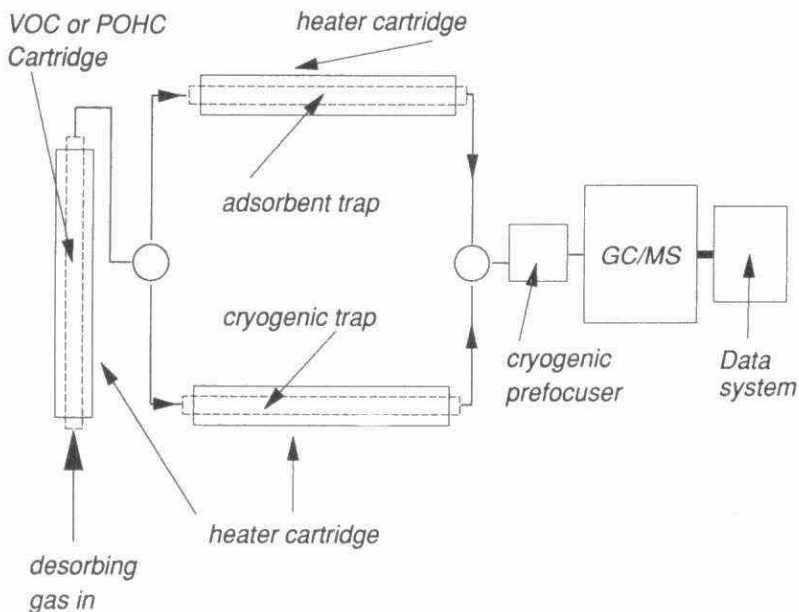 VOC or POHC
Cartridge
heater cartridge
adsorbent trap
GC/MS
cryogenic trap
cryogenic
prefocuser
Data
system
heater cartridge
desorbing
gas in